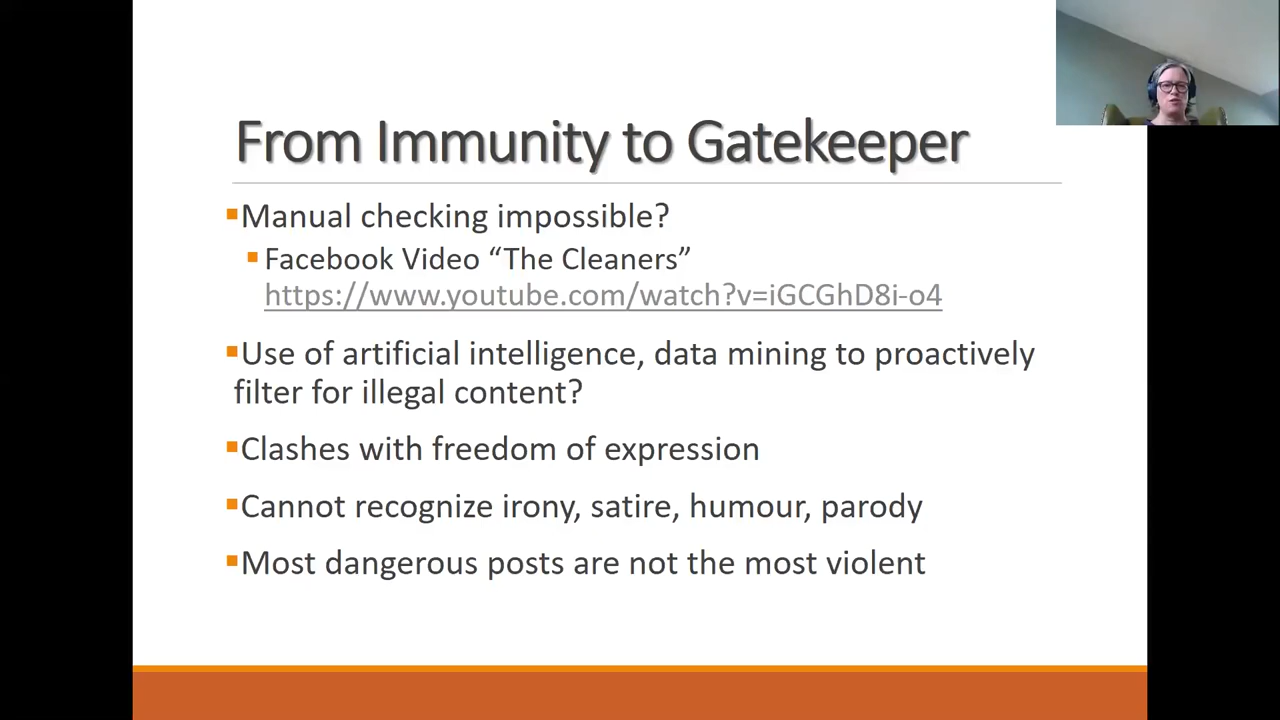 From Immunity to Gatekeeper
Manual checking impossible?
Facebook Video “The Cleaners”
https://www.youtube.com/watch?v=iGCGhD8i-o4
Use of artificial intelligence, data mining to proactively
filter for illegal content?
Clashes with freedom of expression
Cannot recognize irony, satire, humour, parody
Most dangerous posts are not the most violent